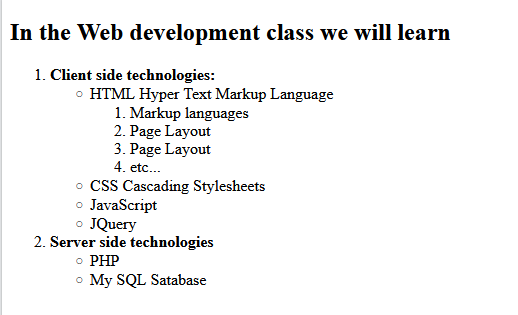 In the Web development class we will learn
1. Client side technologies:
○ HTML Hyper Text Markup Language
1. Markup languages
2. Page Layout
3. Page Layout
4. etc...
○ CSS Cascading Stylesheets
○ JavaScript
○ JQuery
2. Server side technologies
○ PHP
○ My SQL Satabase